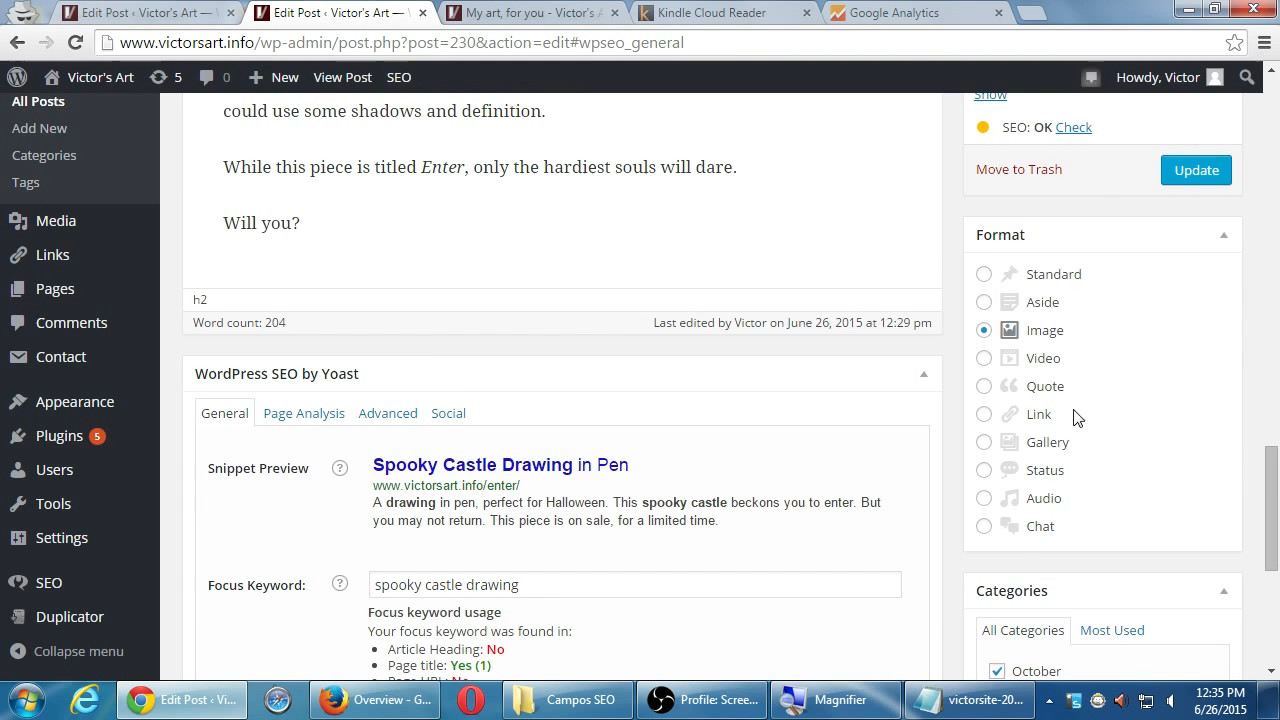 Edit Post ‹ Victor's Art — \
Edit Post ‹ Victor's Art — \
My art, for you - Victor's A
Kindle Cloud Reader
Google Analytics
www.victorsart.info/wp-admin/post.php?post=230&action=edit#wpseo_general
Victor's Art
5
0
New
View Post
SEO
Howdy, Victor
All Posts
Add New
Categories
Tags
Media
Links
Pages
Comments
Contact
Appearance
Plugins 5
Users
Tools
Settings
SEO
Duplicator
Collapse menu
could use some shadows and definition.
While this piece is titled Enter, only the hardiest souls will dare.
Will you?
h2
Word count: 204
Last edited by Victor on June 26, 2015 at 12:29 pm
WordPress SEO by Yoast
General
Page Analysis
Advanced
Social
Snippet Preview
?
Spooky Castle Drawing in Pen
www.victorsart.info/enter/
A drawing in pen, perfect for Halloween. This spooky castle beckons you to enter. But
you may not return. This piece is on sale, for a limited time.
Focus Keyword:
?
spooky castle drawing
Focus keyword usage
Your focus keyword was found in:
Article Heading: No
Page title: Yes (1)
Page URL: No
Show
SEO: OK Check
Move to Trash
Update
Format
Standard
Aside
Image
Video
Quote
Link
Gallery
Status
Audio
Chat
Categories
All Categories
Most Used
October
Edit Post ‹ Vi...
Overview - G...
Campos SEO
Profile: Scree...
Magnifier
victorsite-20...
12:35 PM
6/26/2015